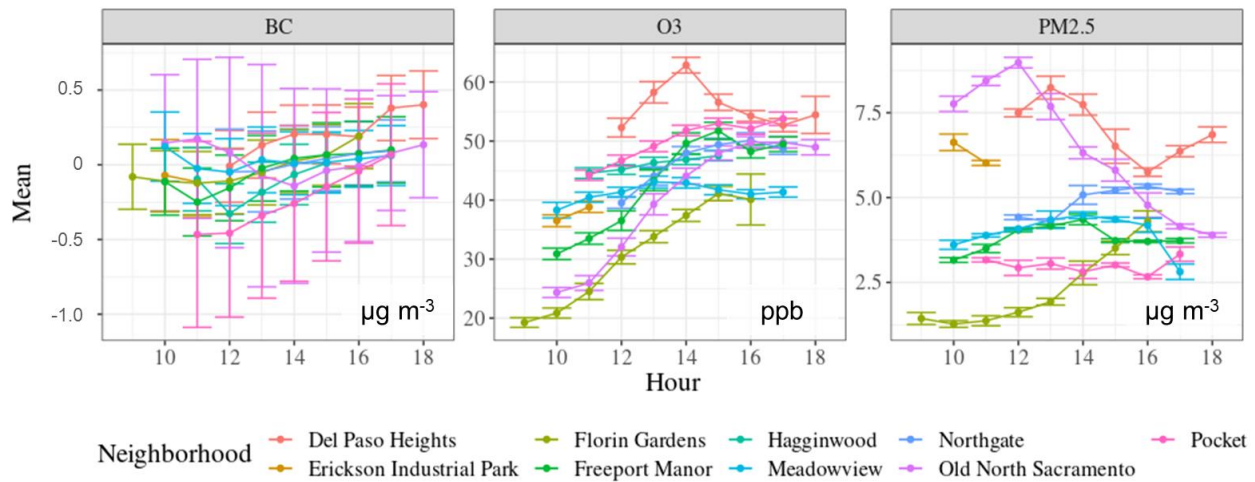 BC O3 PM2.5
Mean
0.5
0
-0.5
-1.0
µg m-3
10 12 14 16 18
60
50
40
30
20
ppb
10 12 14 16 18
7.5
5.0
2.5
µg m-3
10 12 14 16 18
Hour
Neighborhood
Del Paso Heights Florin Gardens Hagginwood Northgate Pocket
Erickson Industrial Park Freeport Manor Meadowview Old North Sacramento